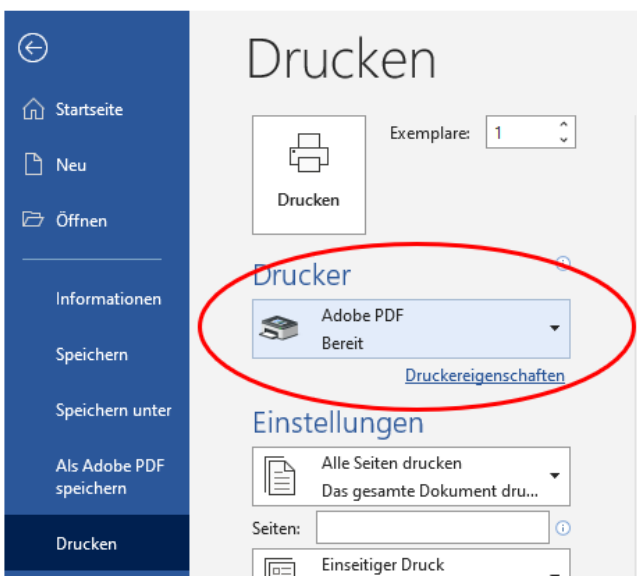 Startseite
Neu
Öffnen
Informationen
Speichern
Speichern unter
Als Adobe PDF
speichern
Drucken
Drucken
Exemplare: 1
Drucken
Drucker
Adobe PDF
Bereit
Druckereigenschaften
Einstellungen
Alle Seiten drucken
Das gesamte Dokument dru...
Seiten:
Einseitiger Druck